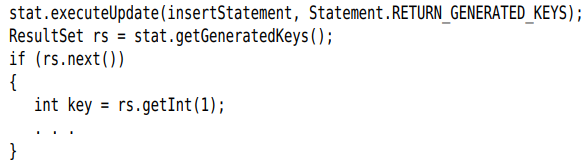 stat.executeUpdate(insertStatement, Statement.RETURN_GENERATED_KEYS);
ResultSet rs = stat.getGeneratedKeys();
if (rs.next())
{
   int key = rs.getInt(1);
   . . .
}